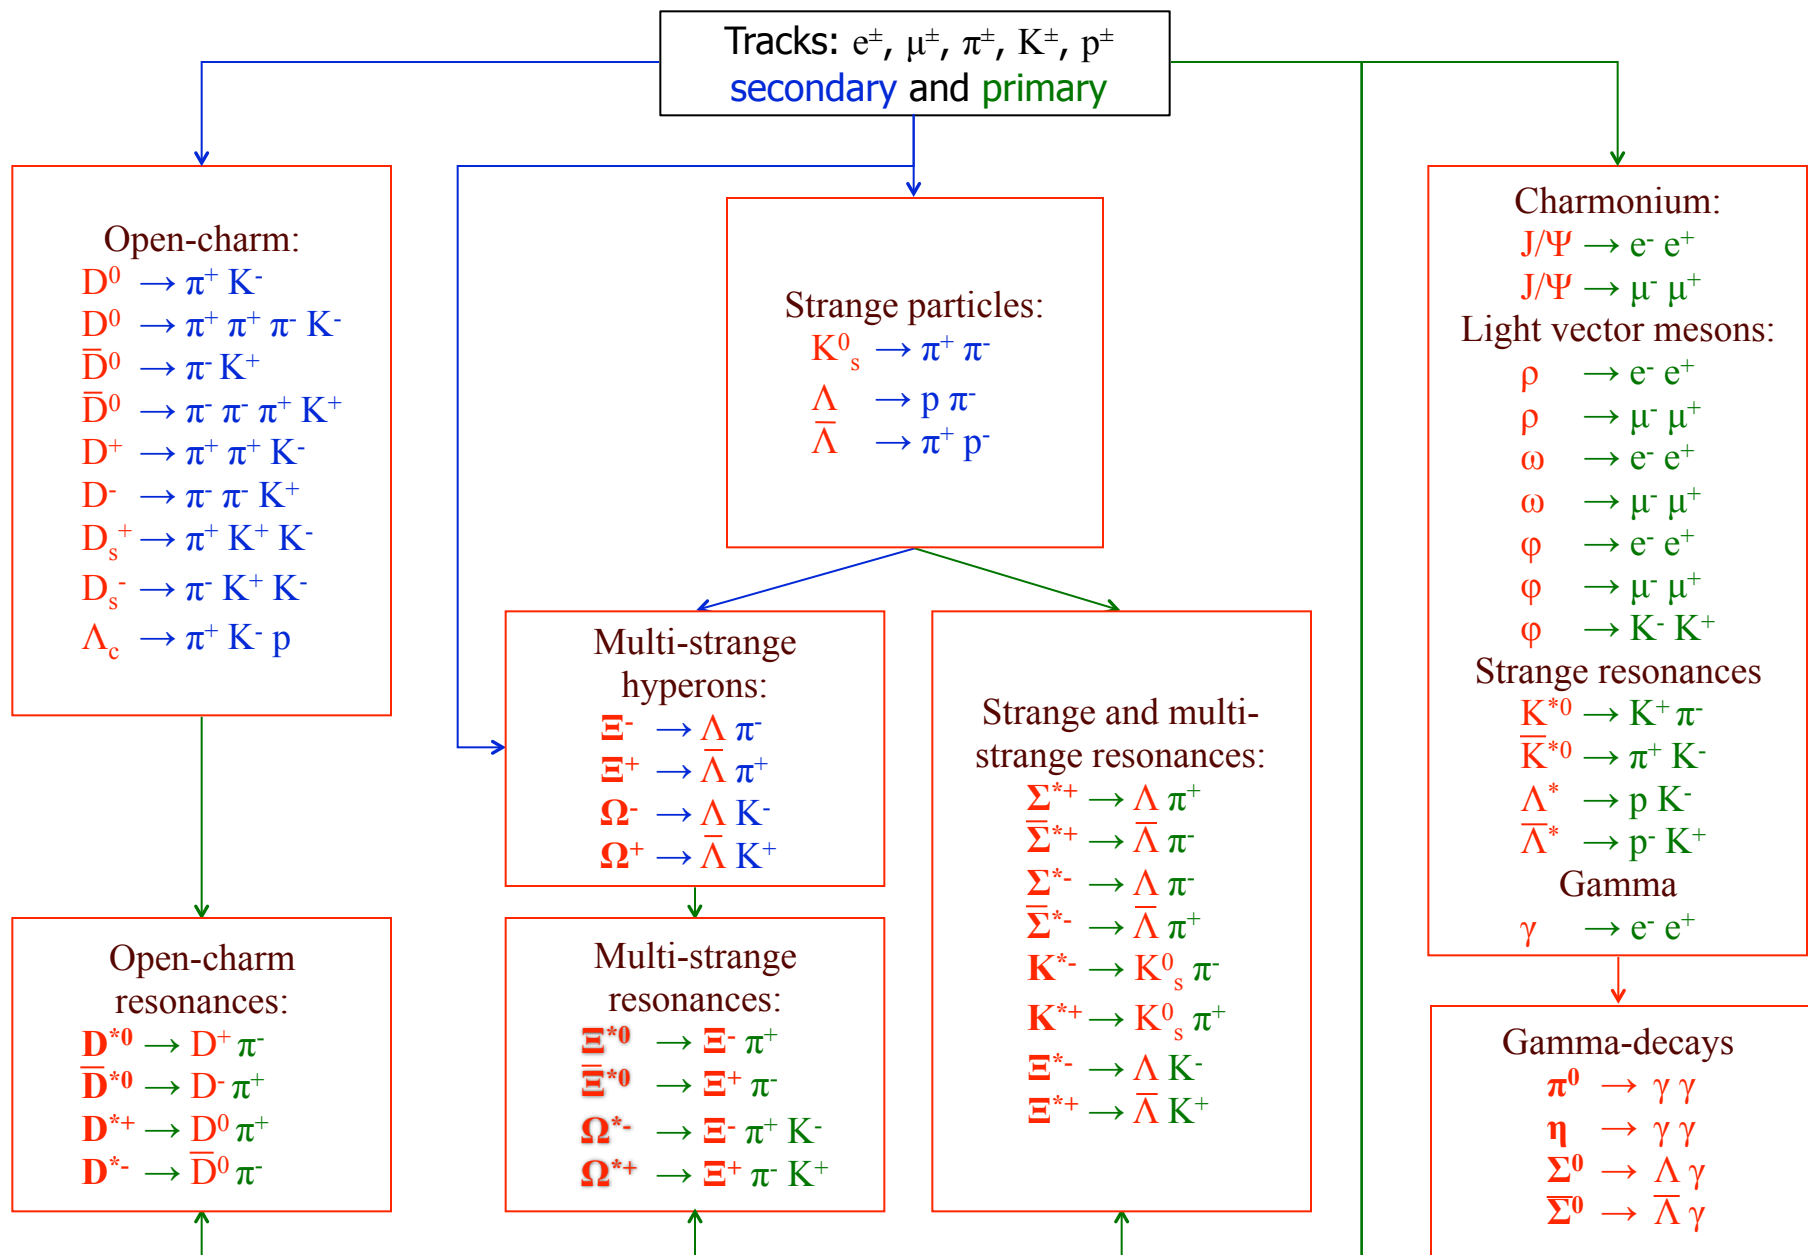 Tracks: e±, μ±, π±, K±, p±
secondary and primary
Open-charm:
D⁰ → π⁺ K⁻
D⁰ → π⁺ π⁺ π⁻ K⁻
D̅⁰ → π⁻ K⁺
D̅⁰ → π⁻ π⁻ π⁺ K⁺
D⁺ → π⁺ π⁺ K⁻
D⁻ → π⁻ π⁻ K⁺
Dₛ⁺ → π⁺ K⁺ K⁻
Dₛ⁻ → π⁻ K⁺ K⁻
Λc → π⁺ K⁻ p
Strange particles:
K⁰ₛ → π⁺ π⁻
Λ → p π⁻
Λ̅ → π⁺ p⁻
Charmonium:
J/Ψ → e⁻ e⁺
J/Ψ → μ⁻ μ⁺
Light vector mesons:
ρ → e⁻ e⁺
ρ → μ⁻ μ⁺
ω → e⁻ e⁺
ω → μ⁻ μ⁺
φ → e⁻ e⁺
φ → μ⁻ μ⁺
φ → K⁻ K⁺
Strange resonances
K*⁰ → K⁺ π⁻
K̅*⁰ → π⁺ K⁻
Λ* → p K⁻
Λ̅* → p⁻ K⁺
Gamma
γ → e⁻ e⁺
Multi-strange
hyperons:
Ξ⁻ → Λ π⁻
Ξ⁺ → Λ̅ π⁺
Ω⁻ → Λ K⁻
Ω⁺ → Λ̅ K⁺
Strange and multi-
strange resonances:
Σ*⁺ → Λ π⁺
Σ̅*⁺ → Λ̅ π⁻
Σ*⁻ → Λ π⁻
Σ̅*⁻ → Λ̅ π⁺
K*⁻ → K⁰ₛ π⁻
K*⁺ → K⁰ₛ π⁺
Ξ*⁻ → Λ K⁻
Ξ*⁺ → Λ̅ K⁺
Open-charm
resonances:
D*⁰ → D⁺ π⁻
D̅*⁰ → D⁻ π⁺
D*⁺ → D⁰ π⁺
D*⁻ → D̅⁰ π⁻
Multi-strange
resonances:
Ξ*⁰ → Ξ⁻ π⁺
Ξ̅*⁰ → Ξ⁺ π⁻
Ω*⁻ → Ξ⁻ π⁺ K⁻
Ω*⁺ → Ξ⁺ π⁻ K⁺
Gamma-decays
π⁰ → γ γ
η → γ γ
Σ⁰ → Λ γ
Σ̅⁰ → Λ̅ γ